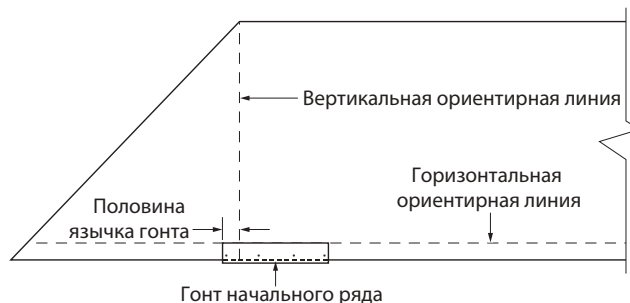 Вертикальная ориентирная линия
Горизонтальная
ориентирная линия
Половина
язычка гонта
Гонт начального ряда